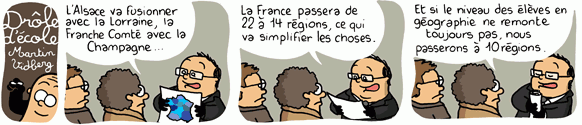 Drôle
d'école
Martin
Vidberg
L'Alsace va fusionner
avec la Lorraine, la
Franche Comté avec la
Champagne...
La France passera de
22 à 14 régions, ce qui
va simplifier les choses.
Et si le niveau des élèves en
géographie ne remonte
toujours pas, nous
passerons à 10 régions.